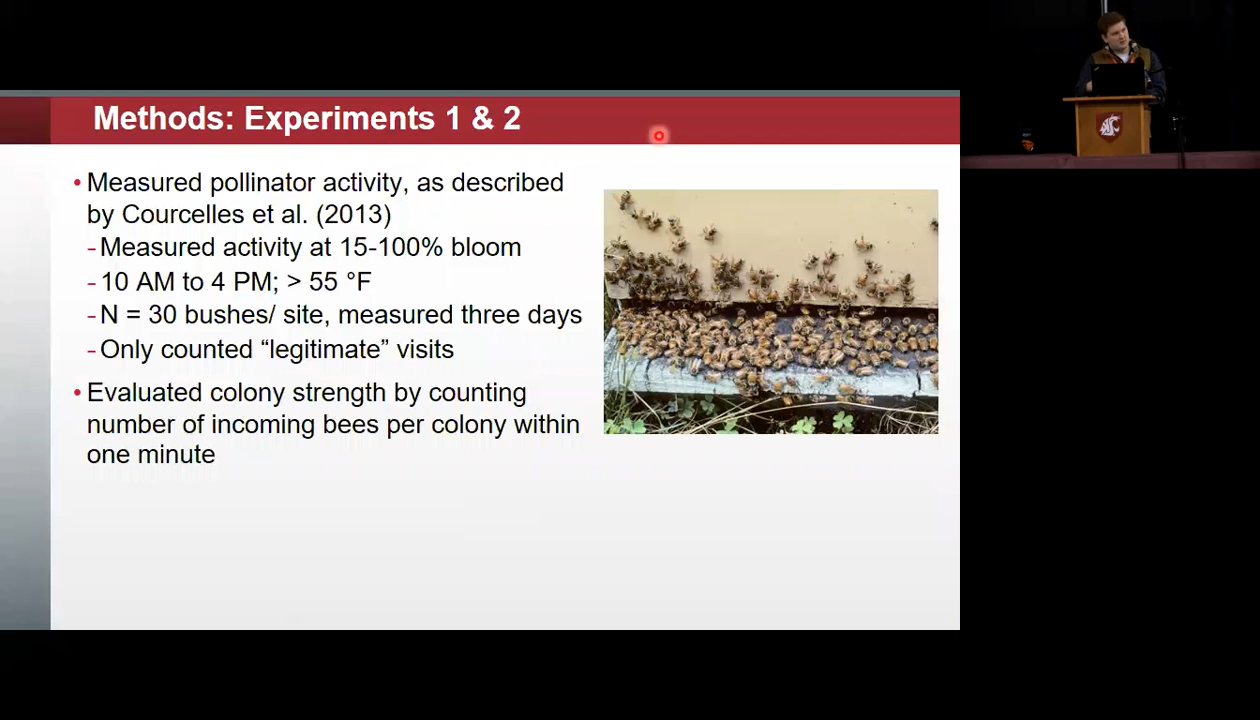 Methods: Experiments 1 & 2
• Measured pollinator activity, as described
by Courcelles et al. (2013)
- Measured activity at 15-100% bloom
- 10 AM to 4 PM; > 55 °F
- N = 30 bushes/ site, measured three days
- Only counted “legitimate” visits
• Evaluated colony strength by counting
number of incoming bees per colony within
one minute